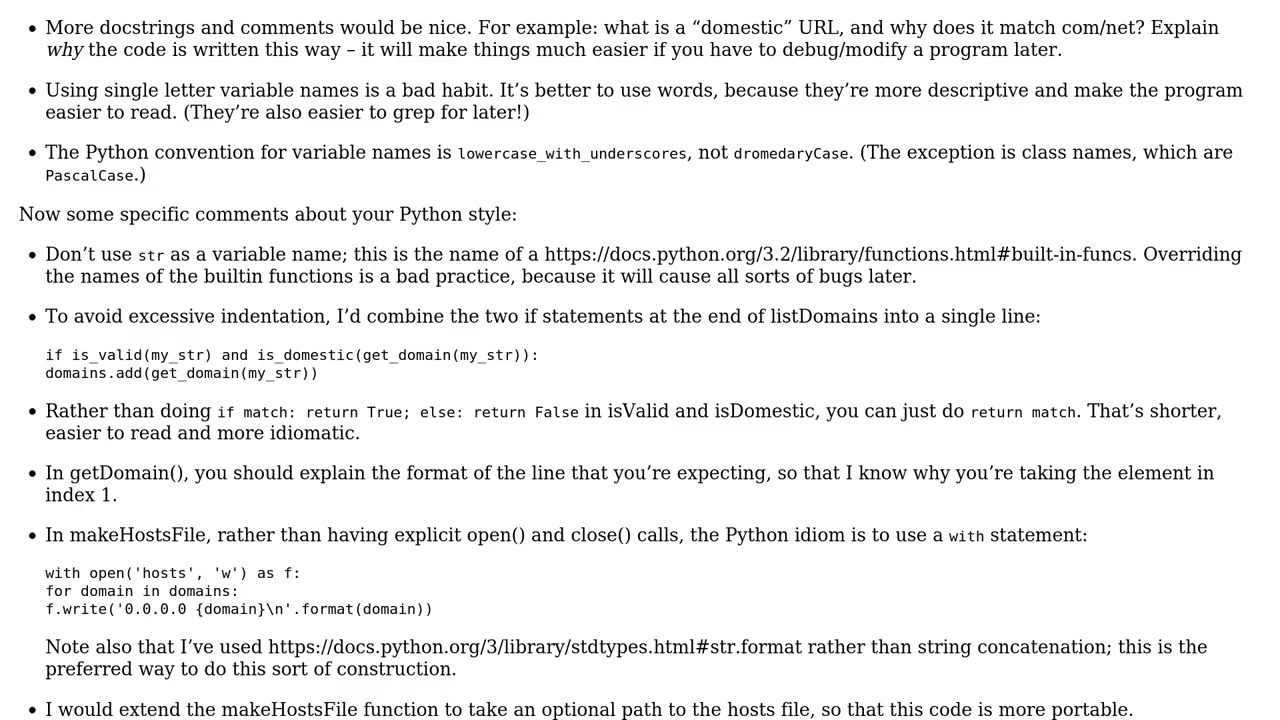 • More docstrings and comments would be nice. For example: what is a “domestic” URL, and why does it match com/net? Explain
why the code is written this way – it will make things much easier if you have to debug/modify a program later.
• Using single letter variable names is a bad habit. It’s better to use words, because they’re more descriptive and make the program
easier to read. (They’re also easier to grep for later!)
• The Python convention for variable names is lowercase_with_underscores, not dromedaryCase. (The exception is class names, which are
PascalCase.)
Now some specific comments about your Python style:
• Don’t use str as a variable name; this is the name of a https://docs.python.org/3.2/library/functions.html#built-in-funcs. Overriding
the names of the builtin functions is a bad practice, because it will cause all sorts of bugs later.
• To avoid excessive indentation, I’d combine the two if statements at the end of listDomains into a single line:
if is_valid(my_str) and is_domestic(get_domain(my_str)):
domains.add(get_domain(my_str))
• Rather than doing if match: return True; else: return False in isValid and isDomestic, you can just do return match. That’s shorter,
easier to read and more idiomatic.
• In getDomain(), you should explain the format of the line that you’re expecting, so that I know why you’re taking the element in
index 1.
• In makeHostsFile, rather than having explicit open() and close() calls, the Python idiom is to use a with statement:
with open('hosts', 'w') as f:
for domain in domains:
f.write('0.0.0.0 {domain}\n'.format(domain))
Note also that I’ve used https://docs.python.org/3/library/stdtypes.html#str.format rather than string concatenation; this is the
preferred way to do this sort of construction.
• I would extend the makeHostsFile function to take an optional path to the hosts file, so that this code is more portable.